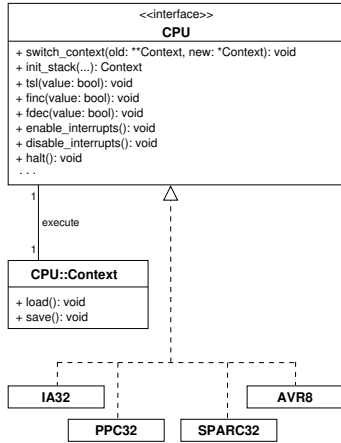 <<interface>>
CPU
+ switch_context(old: **Context, new: *Context): void
+ init_stack(...): Context
+ tsl(value: bool): void
+ finc(value: bool): void
+ fdec(value: bool): void
+ enable_interrupts(): void
+ disable_interrupts(): void
+ halt(): void
. . .
1
execute
1
CPU::Context
+ load(): void
+ save(): void
IA32
AVR8
PPC32
SPARC32